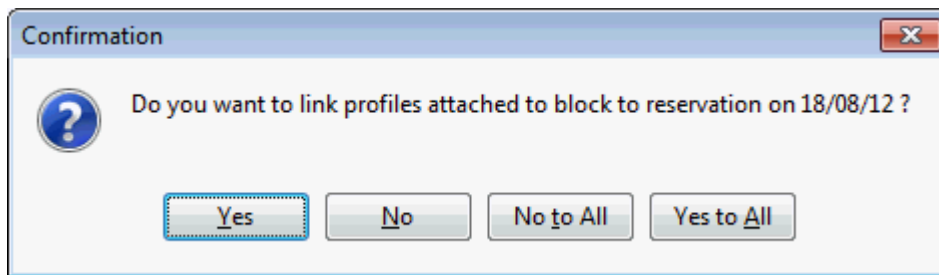 Confirmation
Do you want to link profiles attached to block to reservation on 18/08/12 ?
Yes No No to All Yes to All